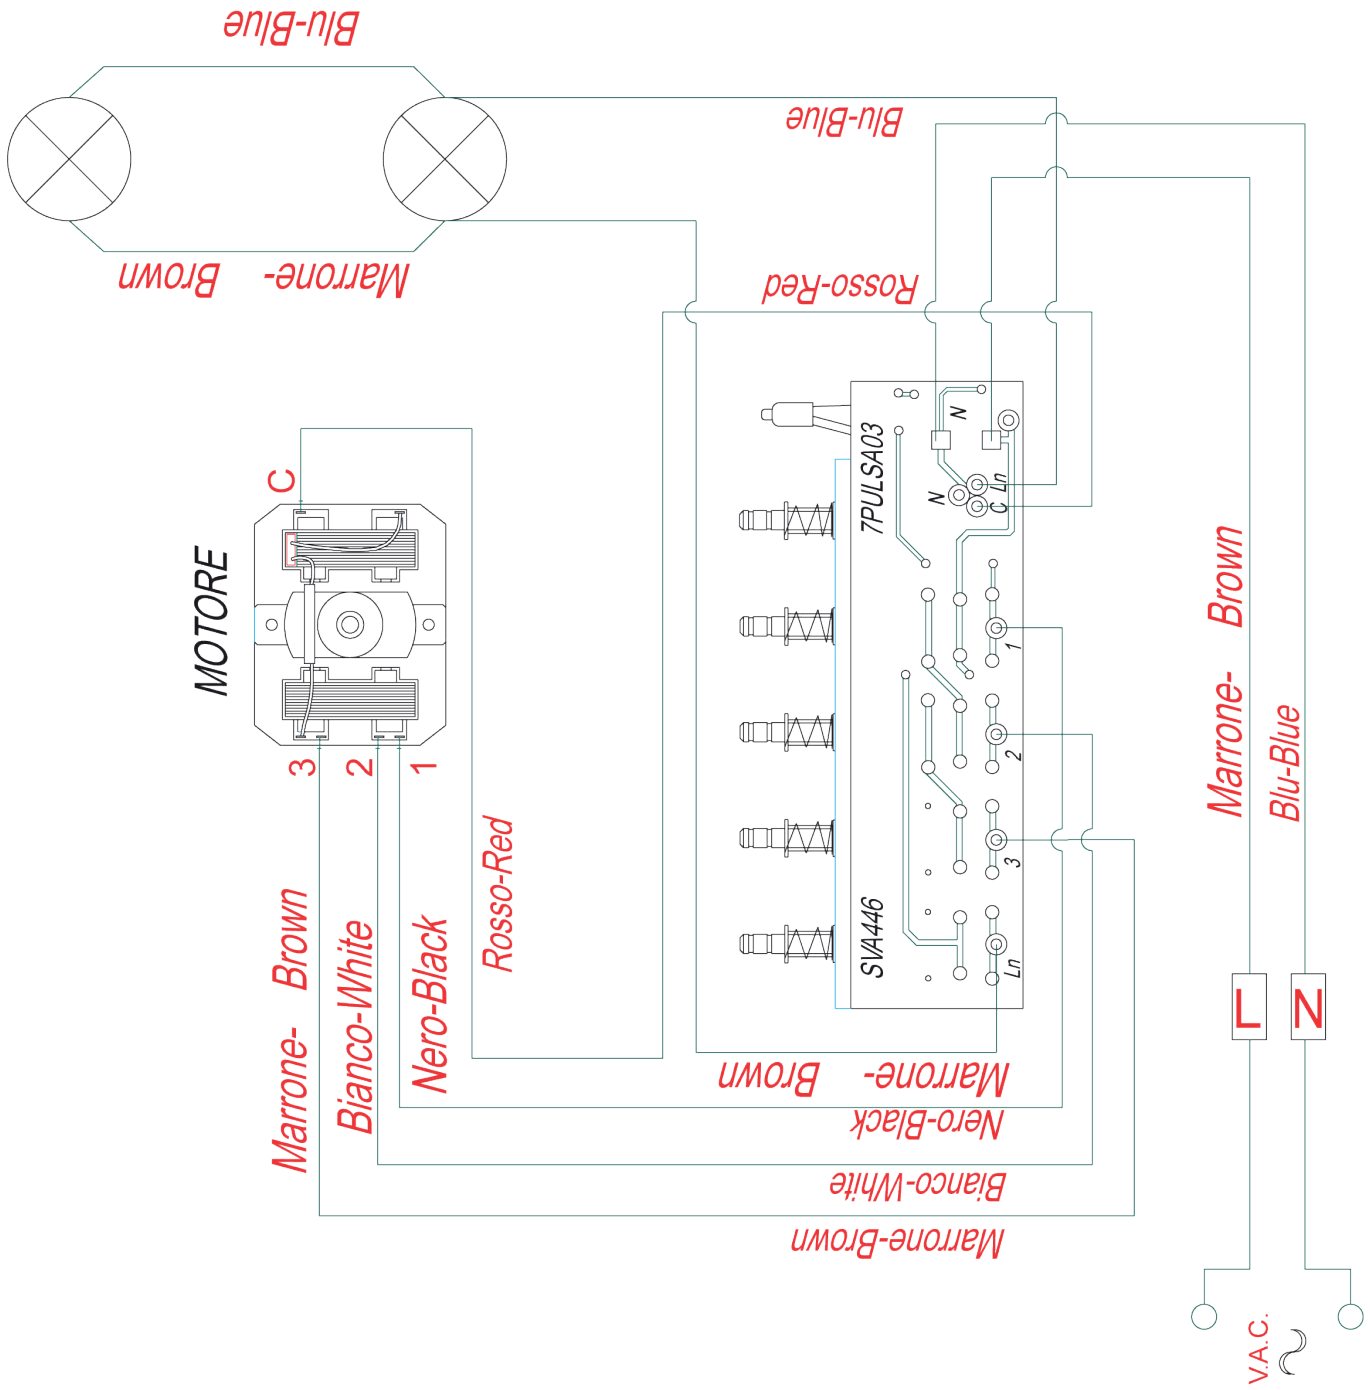 Blu-Blue
Blu-Blue
Marrone- Brown
Rosso-Red
MOTORE
C
3
2
1
7PULSA03
SVA446
N
N
Ln
C
1
2
3
Ln
Rosso-Red
Marrone- Brown
Bianco-White
Nero-Black
Marrone- Brown
Nero-Black
Bianco-White
Marrone-Brown
Marrone- Brown
Blu-Blue
L
N
V.A.C.